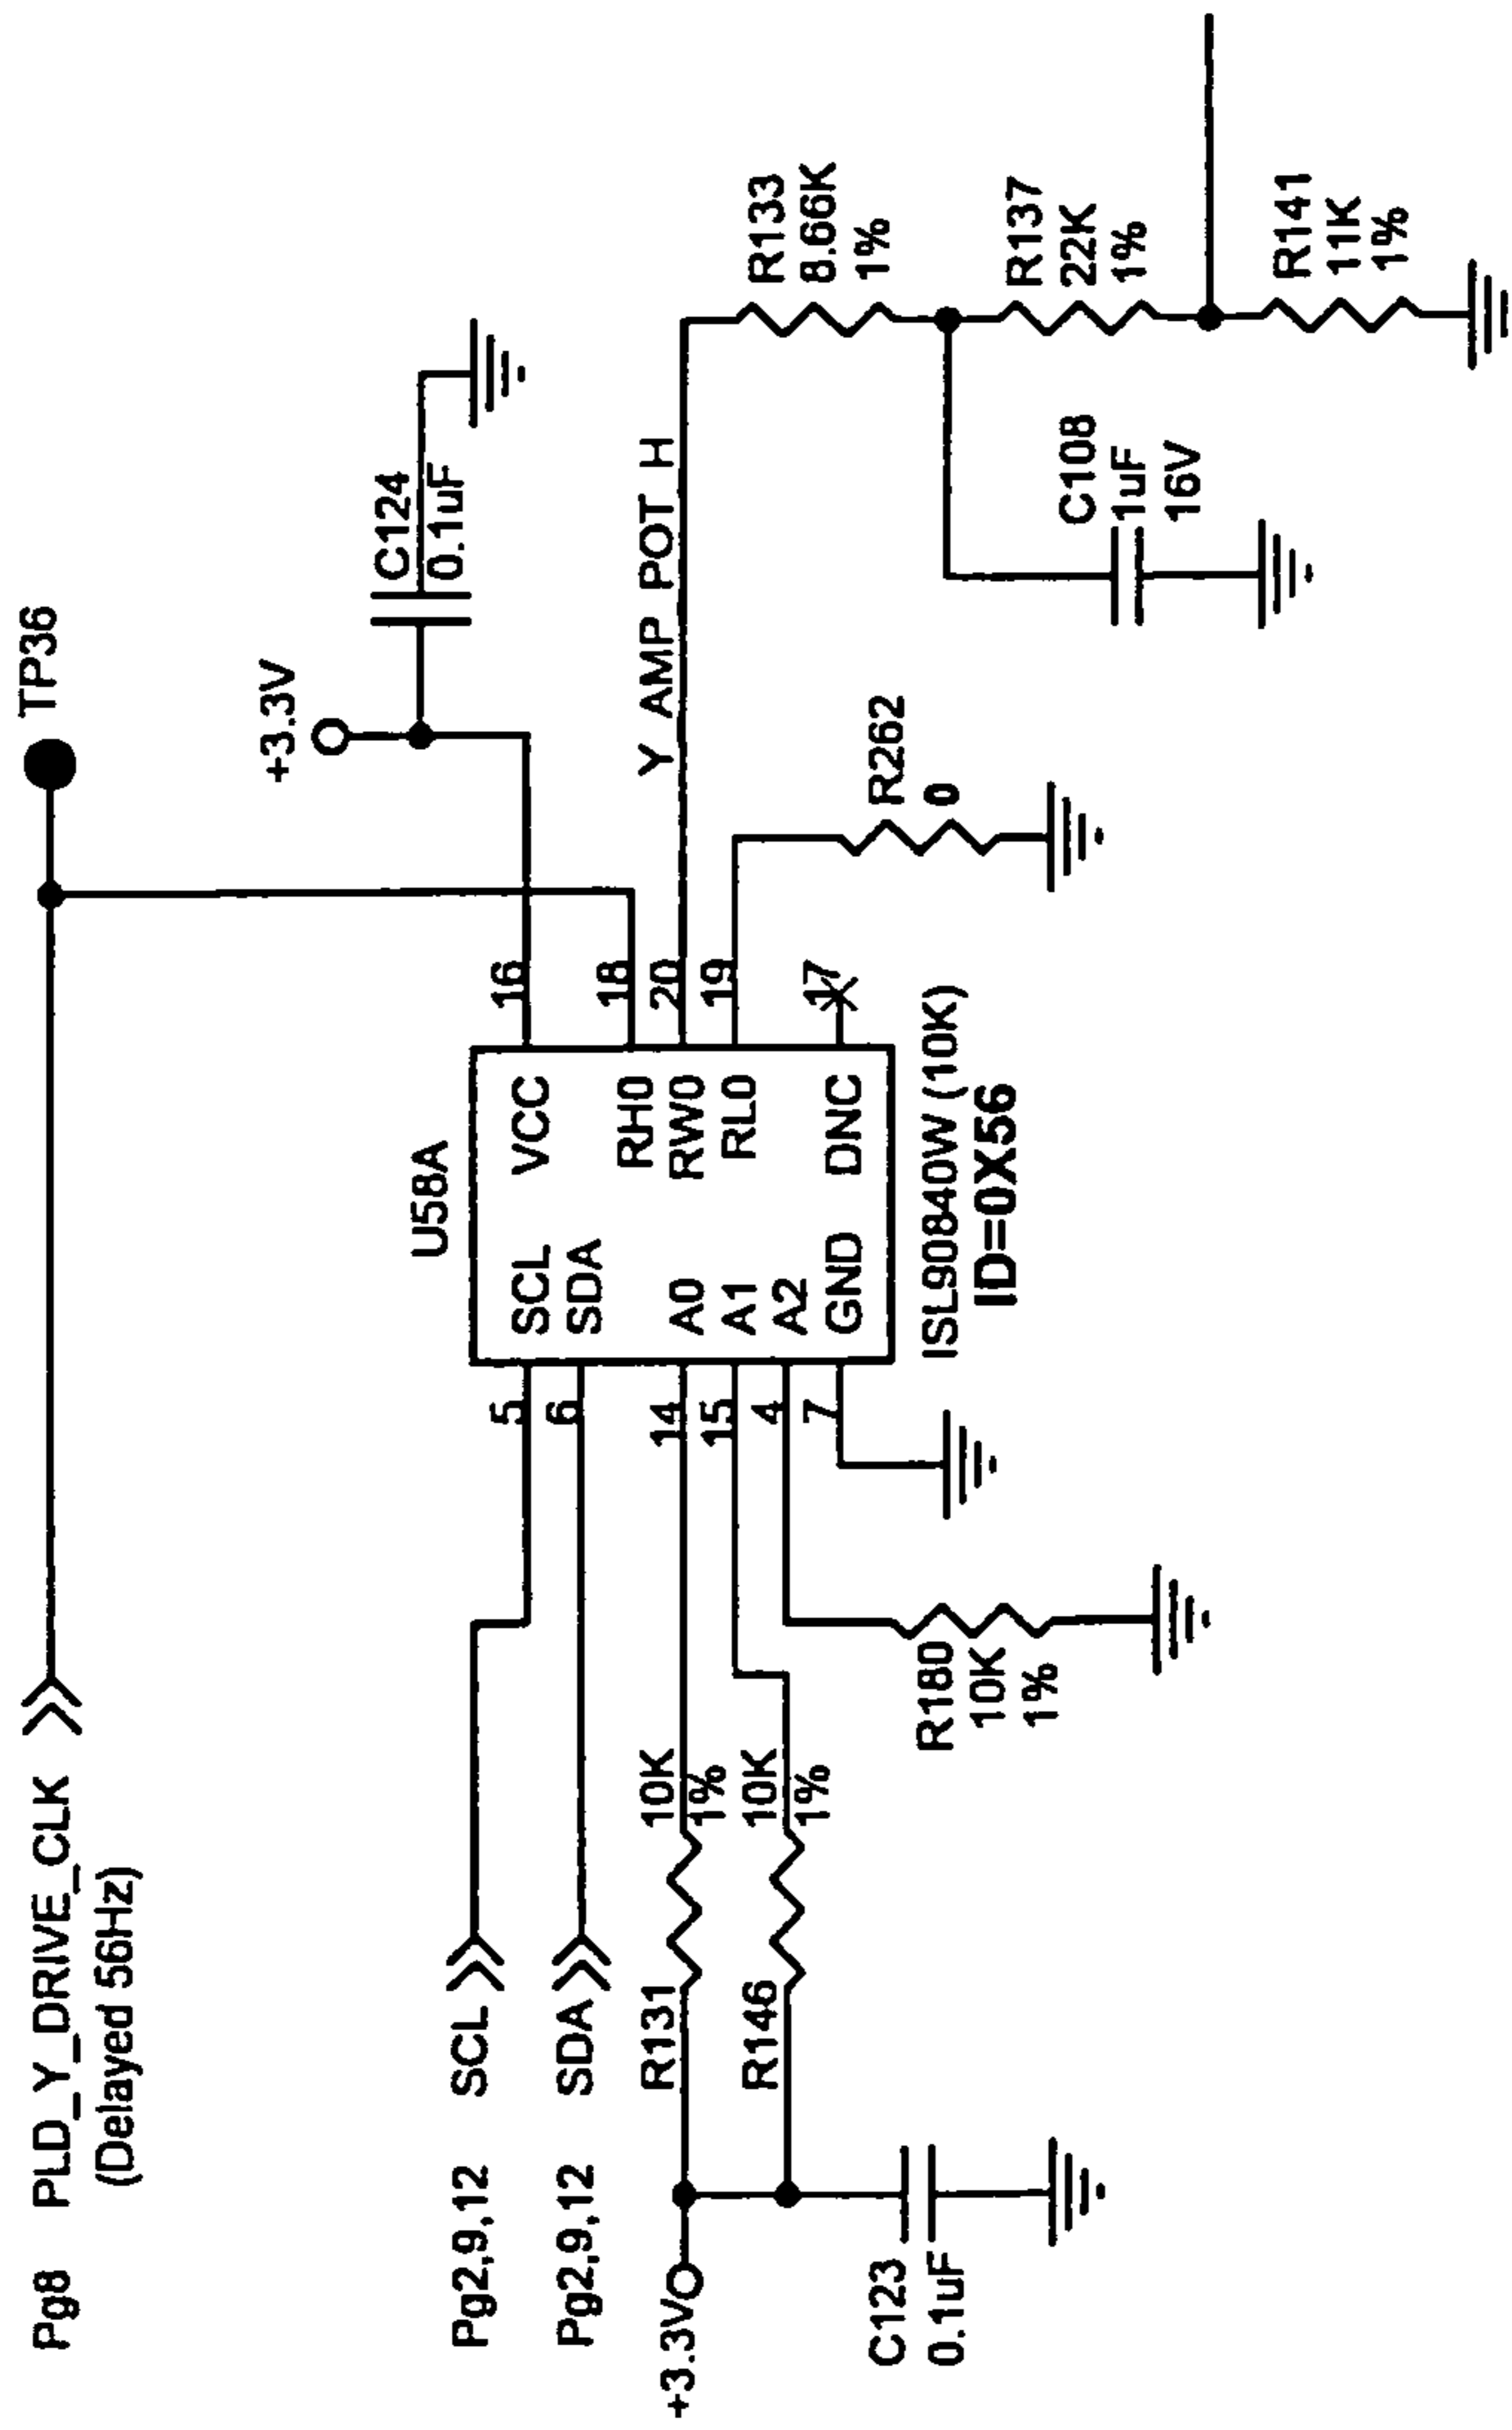 Pg8 PLD_Y_DRIVE_CLK
(Delayed 56Hz)
TP36
+3.3V
C124
0.1uF
Pg2,9,12 SCL
Pg2,9,12 SDA
U58A
5
6
14
15
4
7
SCL
SDA
A0
A1
A2
GND
VCC
RH0
RW0
RL0
DNC
16
18
20
19
17
ISL90840W (10K)
ID=0X56
Y_AMP_POT_H
+3.3V
R131
10K
1%
R146
10K
1%
C123
0.1uF
R180
10K
1%
R262
0
C108
1uF
16V
R133
8.66K
1%
R137
22K
1%
R141
11K
1%